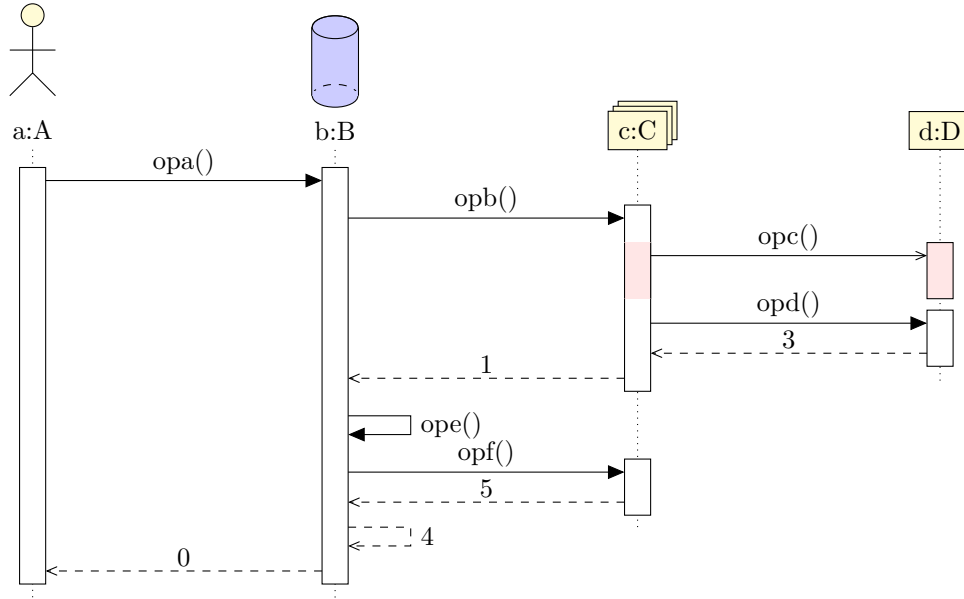 a:A
b:B
c:C
d:D
opa()
opb()
opc()
opd()
3
1
ope()
opf()
5
4
0